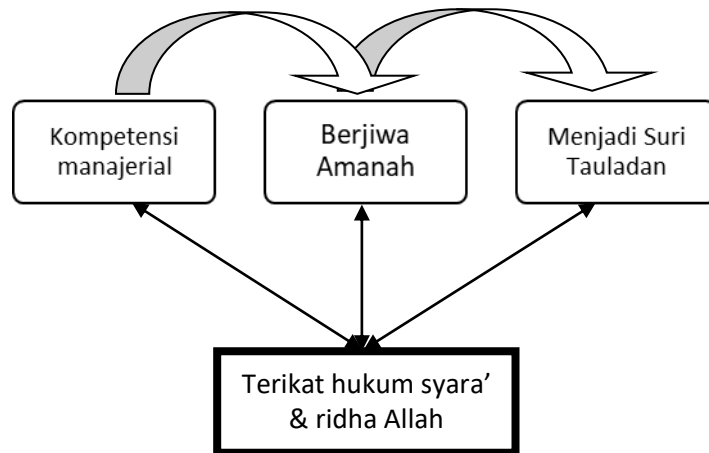 Kompetensi
manajerial
Berjiwa
Amanah
Menjadi Suri
Tauladan
Terikat hukum syara’
& ridha Allah